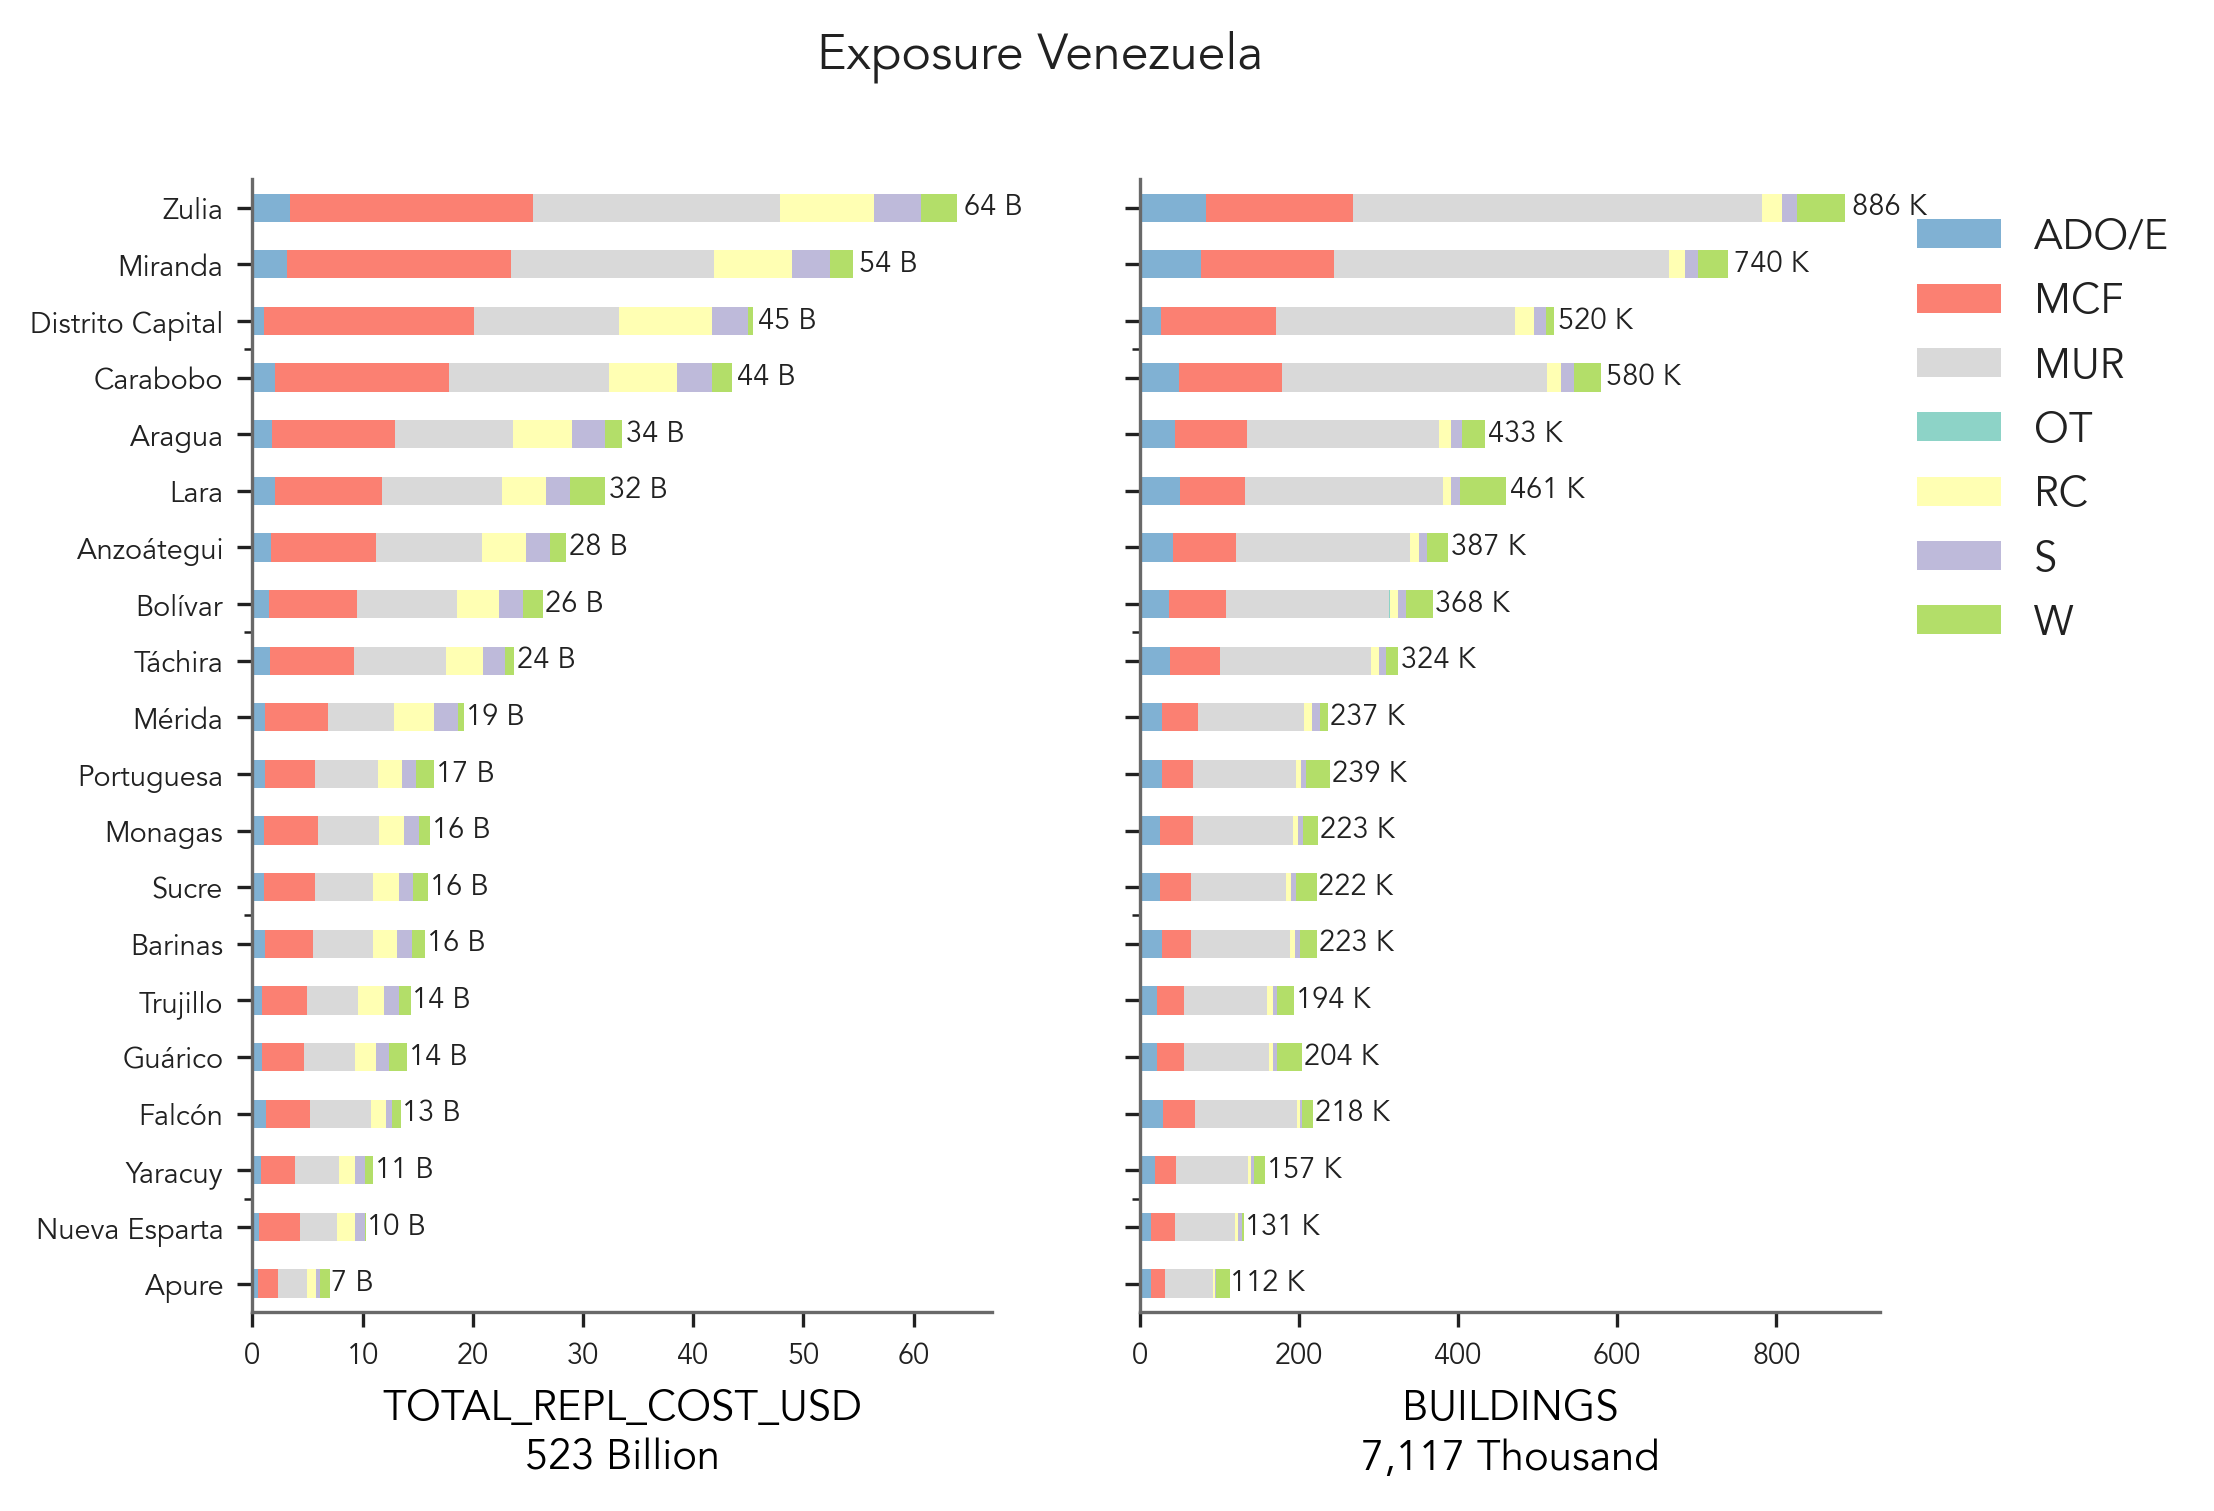 Exposure Venezuela
Zulia
Miranda
Distrito Capital
Carabobo
Aragua
Lara
Anzoátegui
Bolívar
Táchira
Mérida
Portuguesa
Monagas
Sucre
Barinas
Trujillo
Guárico
Falcón
Yaracuy
Nueva Esparta
Apure
64 B
54 B
45 B
44 B
34 B
32 B
28 B
26 B
24 B
19 B
17 B
16 B
16 B
16 B
14 B
14 B
13 B
11 B
10 B
7 B
0 10 20 30 40 50 60
TOTAL_REPL_COST_USD
523 Billion
886 K
740 K
520 K
580 K
433 K
461 K
387 K
368 K
324 K
237 K
239 K
223 K
222 K
223 K
194 K
204 K
218 K
157 K
131 K
112 K
0 200 400 600 800
BUILDINGS
7,117 Thousand
ADO/E
MCF
MUR
OT
RC
S
W